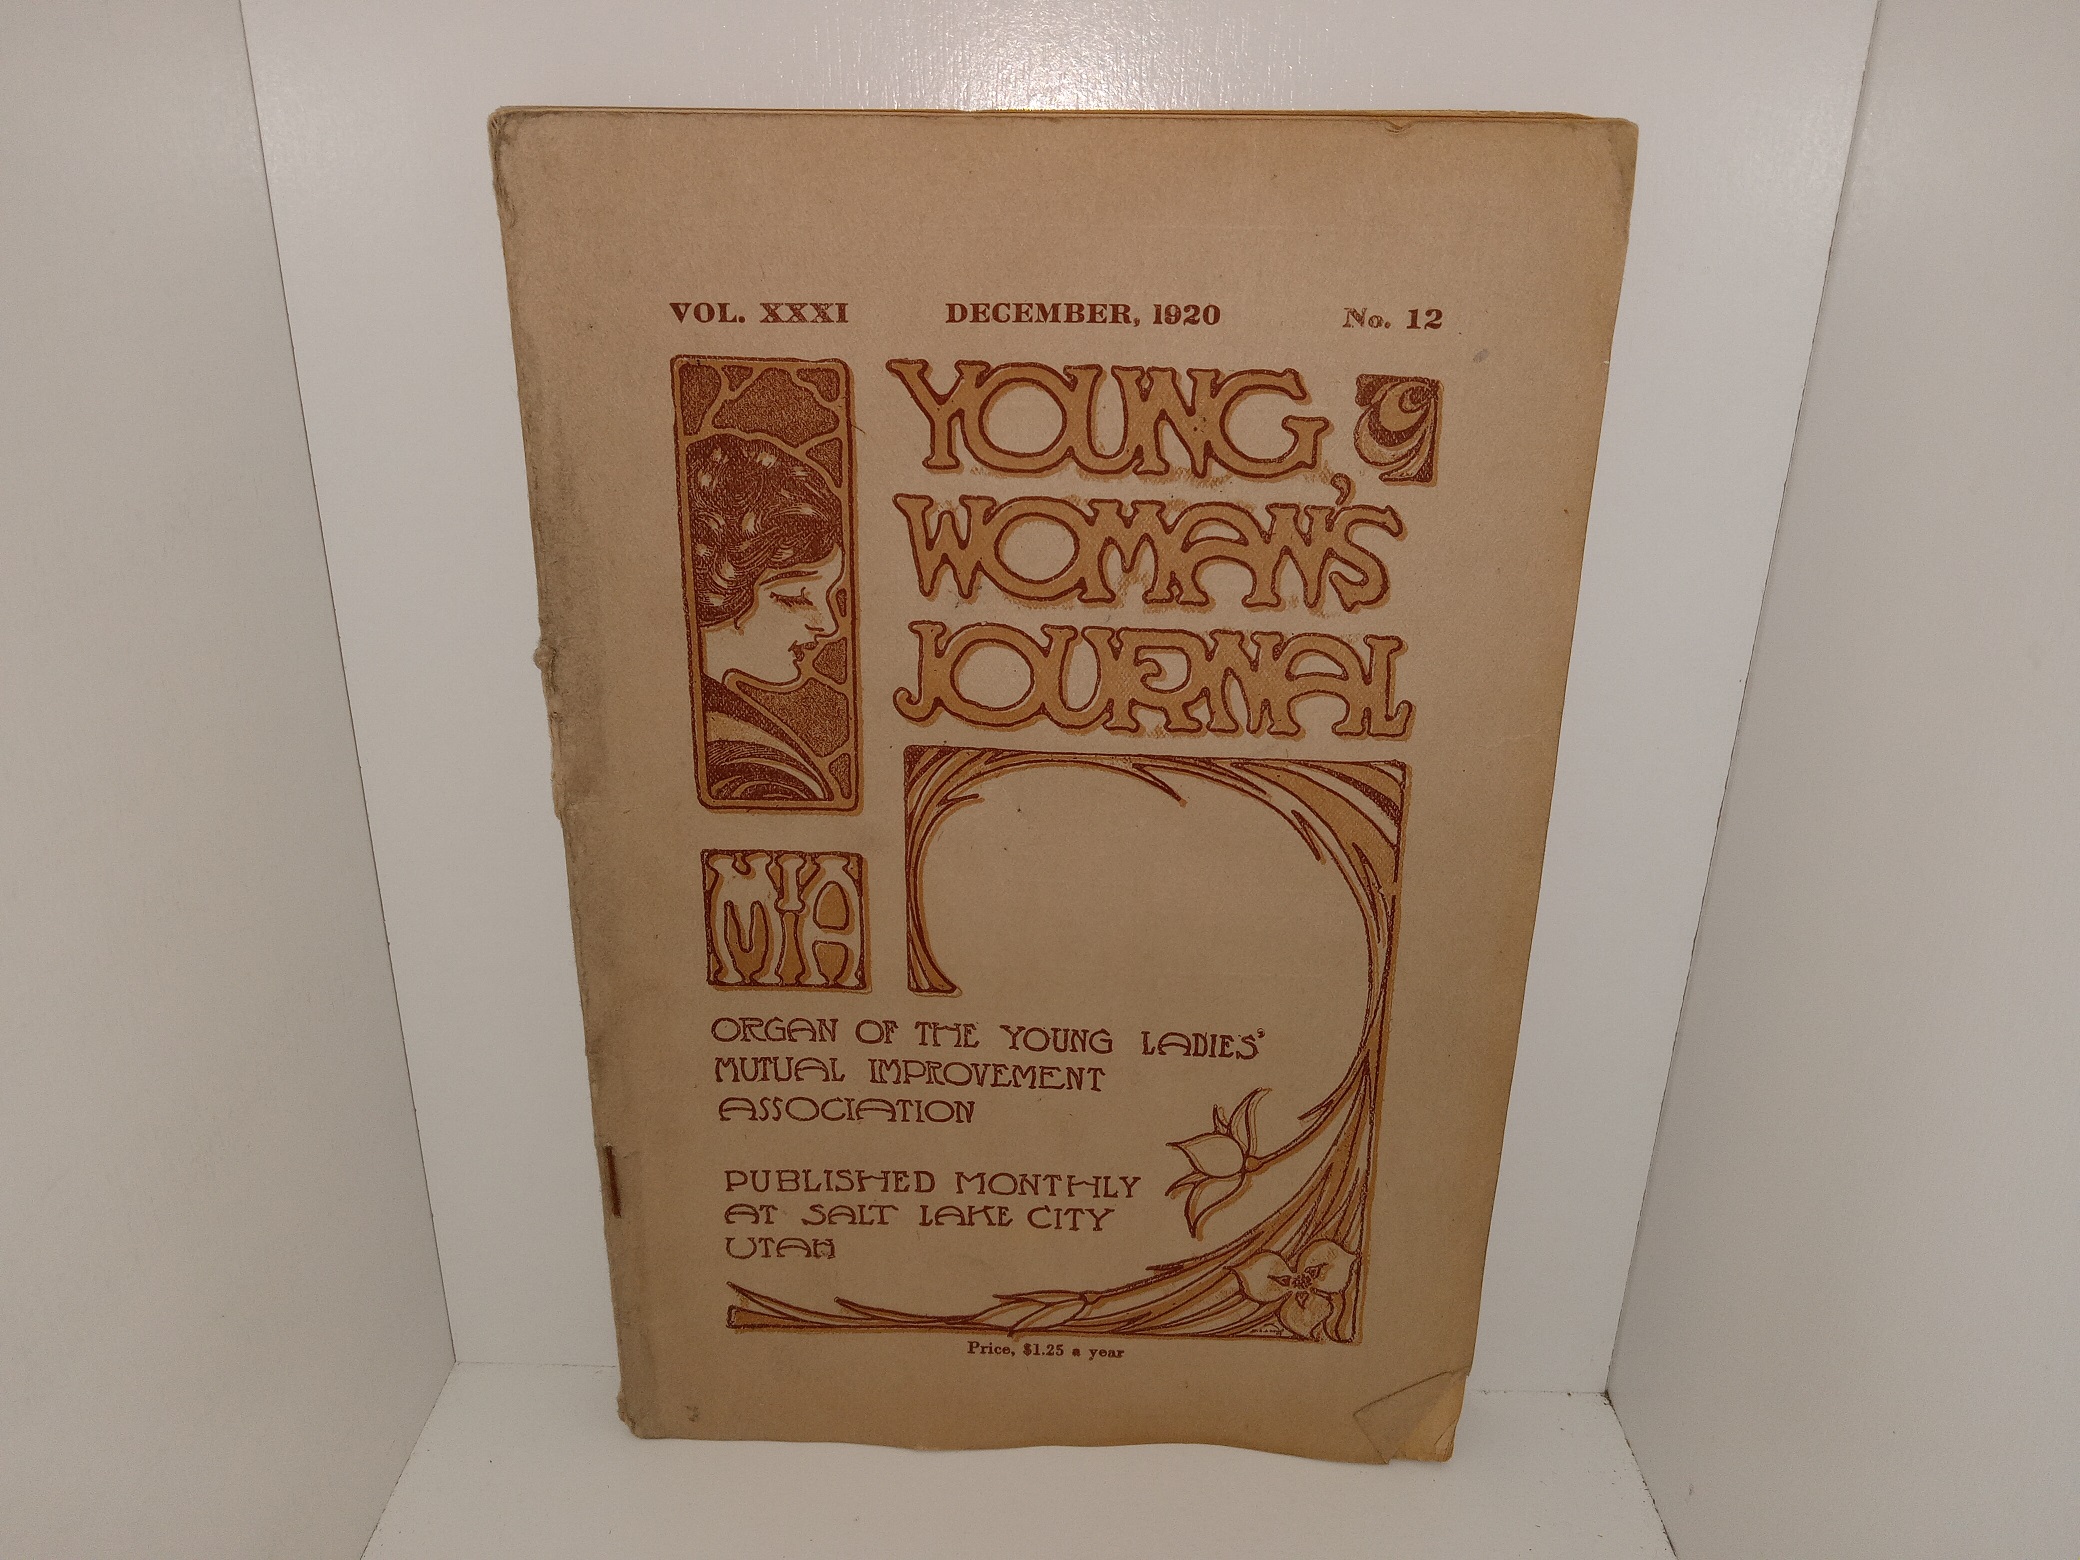 VOL. XXXI DECEMBER, 1920 No. 12
YOUNG
WOMAN'S
JOURNAL
MIA
ORGAN OF THE YOUNG LADIES'
MUTUAL IMPROVEMENT
ASSOCIATION
PUBLISHED MONTHLY
AT SALT LAKE CITY
UTAH
Price, $1.25 a year